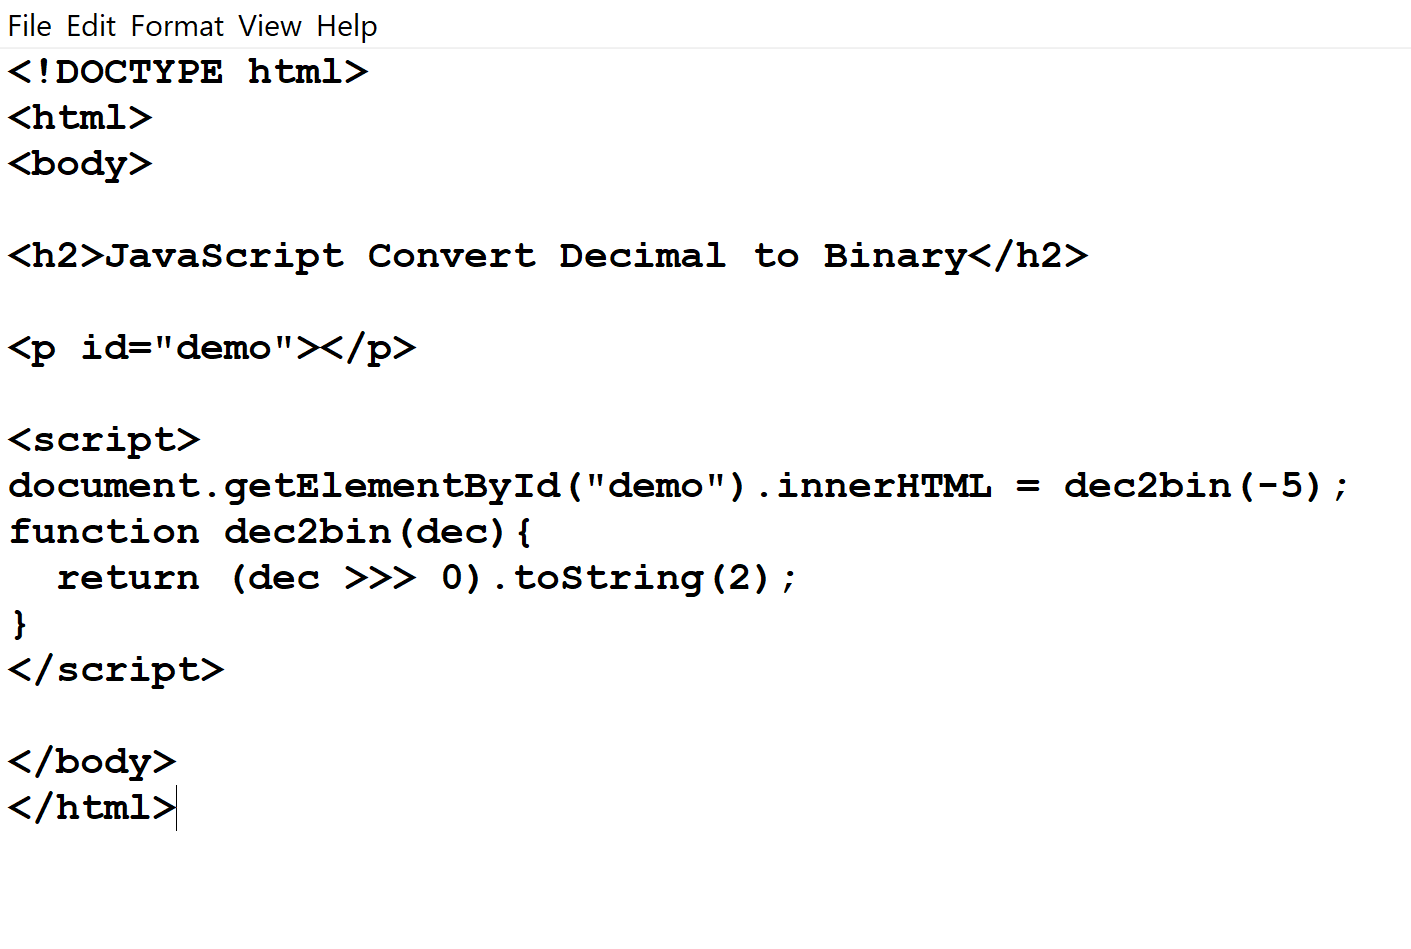 File Edit Format View Help
<!DOCTYPE html>
<html>
<body>
<h2>JavaScript Convert Decimal to Binary</h2>
<p id="demo"></p>
<script>
document.getElementById("demo").innerHTML = dec2bin(-5);
function dec2bin(dec){
  return (dec >>> 0).toString(2);
}
</script>
</body>
</html>